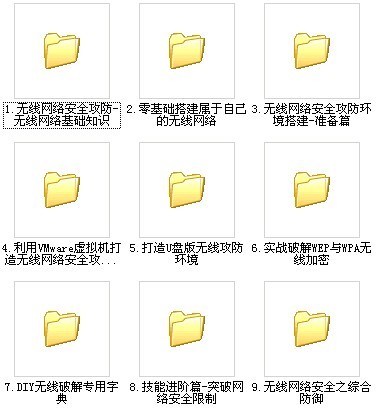 1.无线网络安全攻防-
无线网络基础知识
2.零基础搭建属于自己
的无线网络
3.无线网络安全攻防环
境搭建-准备篇
4.利用VMware虚拟机打
造无线网络安全攻...
5.打造U盘版无线攻防
环境
6.实战破解WEP与WPA无
线加密
7.DIY无线破解专用字
典
8.技能进阶篇-突破网
络安全限制
9.无线网络安全之综合
防御